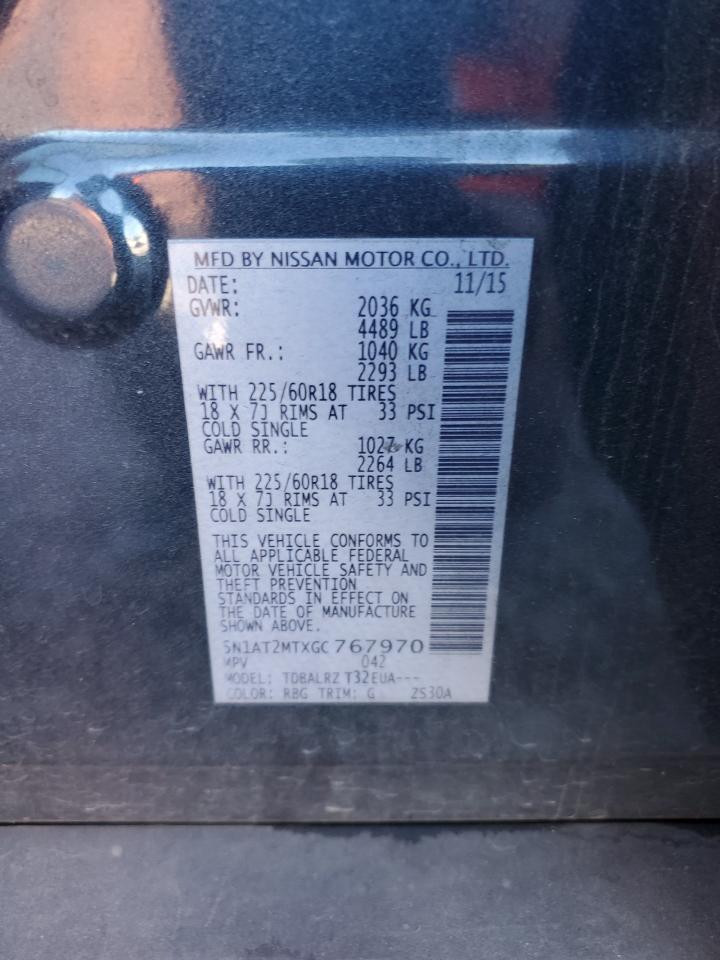 MFD BY NISSAN MOTOR CO., LTD.
DATE: 11/15
GVWR: 2036 KG
4489 LB
GAWR FR.: 1040 KG
2293 LB
WITH 225/60R18 TIRES
18 X 7J RIMS AT 33 PSI
COLD SINGLE
GAWR RR.: 1027 KG
2264 LB
WITH 225/60R18 TIRES
18 X 7J RIMS AT 33 PSI
COLD SINGLE
THIS VEHICLE CONFORMS TO
ALL APPLICABLE FEDERAL
MOTOR VEHICLE SAFETY AND
THEFT PREVENTION
STANDARDS IN EFFECT ON
THE DATE OF MANUFACTURE
SHOWN ABOVE.
5N1AT2MTXGC767970
MPV 042
MODEL: TDBALRZ T32EUA---
COLOR: RBG TRIM: G ZS30A